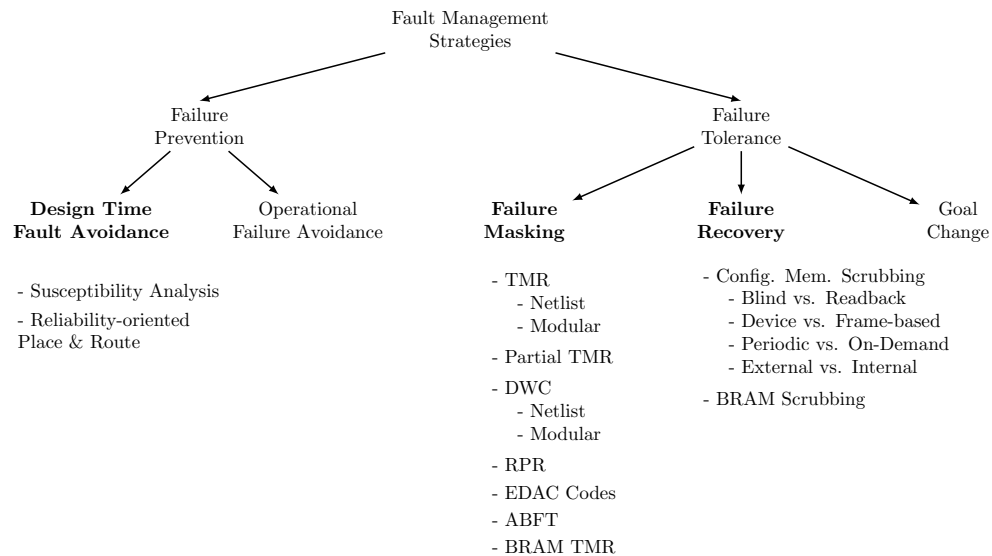 Fault Management
Strategies
Failure
Prevention
Failure
Tolerance
Design Time
Fault Avoidance
Operational
Failure Avoidance
Failure
Masking
Failure
Recovery
Goal
Change
- Susceptibility Analysis
- Reliability-oriented
Place & Route
- TMR
- Netlist
- Modular
- Partial TMR
- DWC
- Netlist
- Modular
- RPR
- EDAC Codes
- ABFT
- BRAM TMR
- Config. Mem. Scrubbing
- Blind vs. Readback
- Device vs. Frame-based
- Periodic vs. On-Demand
- External vs. Internal
- BRAM Scrubbing